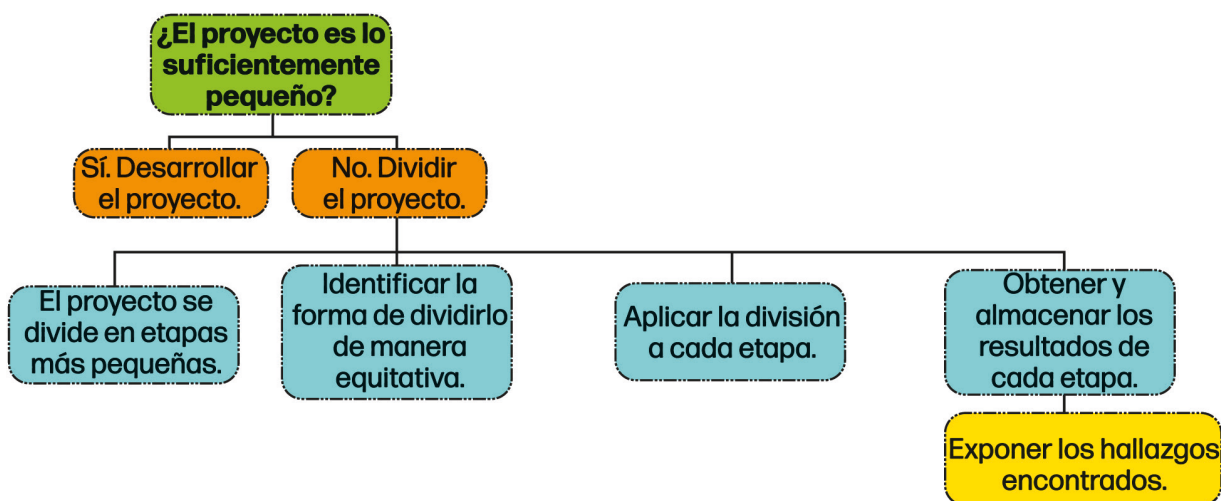 ¿El proyecto es lo
suficientemente
pequeño?
Sí. Desarrollar
el proyecto.
No. Dividir
el proyecto.
El proyecto se
divide en etapas
más pequeñas.
Identificar la
forma de dividirlo
de manera
equitativa.
Aplicar la división
a cada etapa.
Obtener y
almacenar los
resultados de
cada etapa.
Exponer los hallazgos
encontrados.